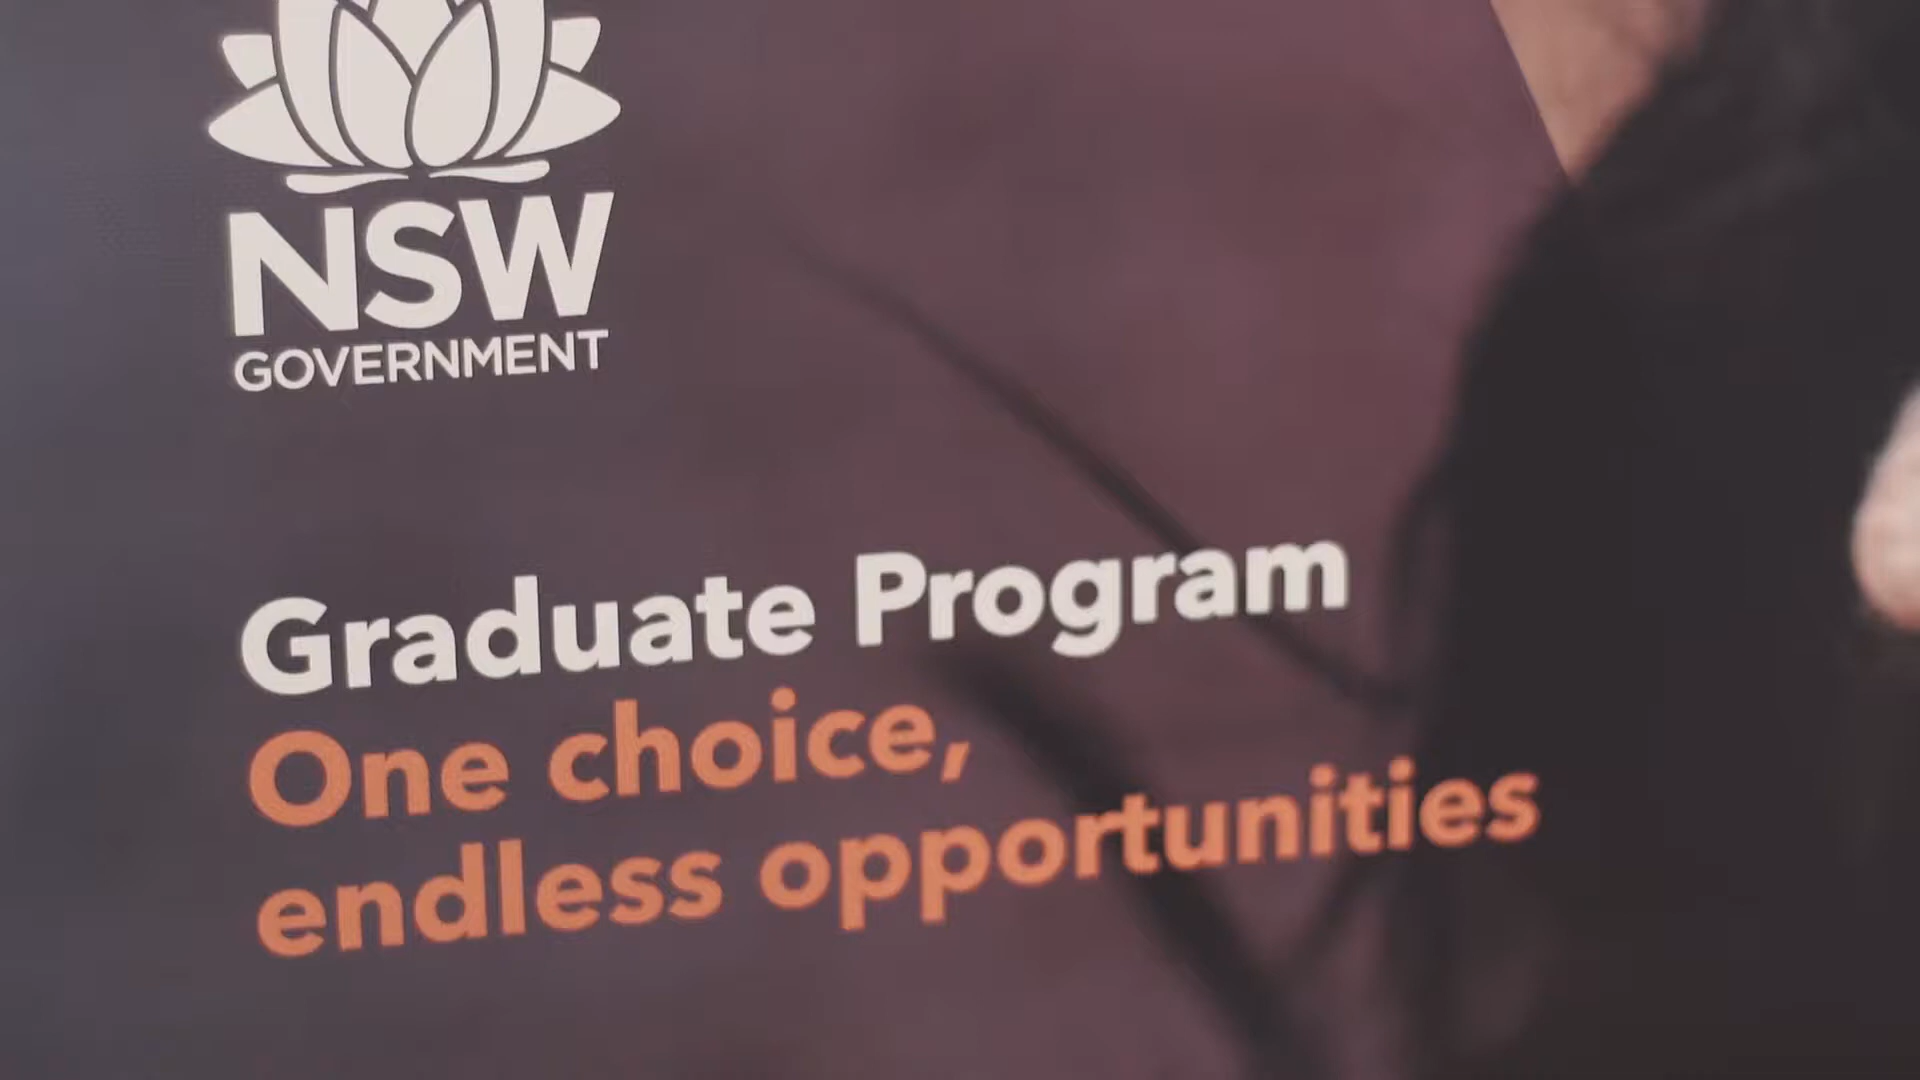 NSW
GOVERNMENT
Graduate Program
One choice,
endless opportunities